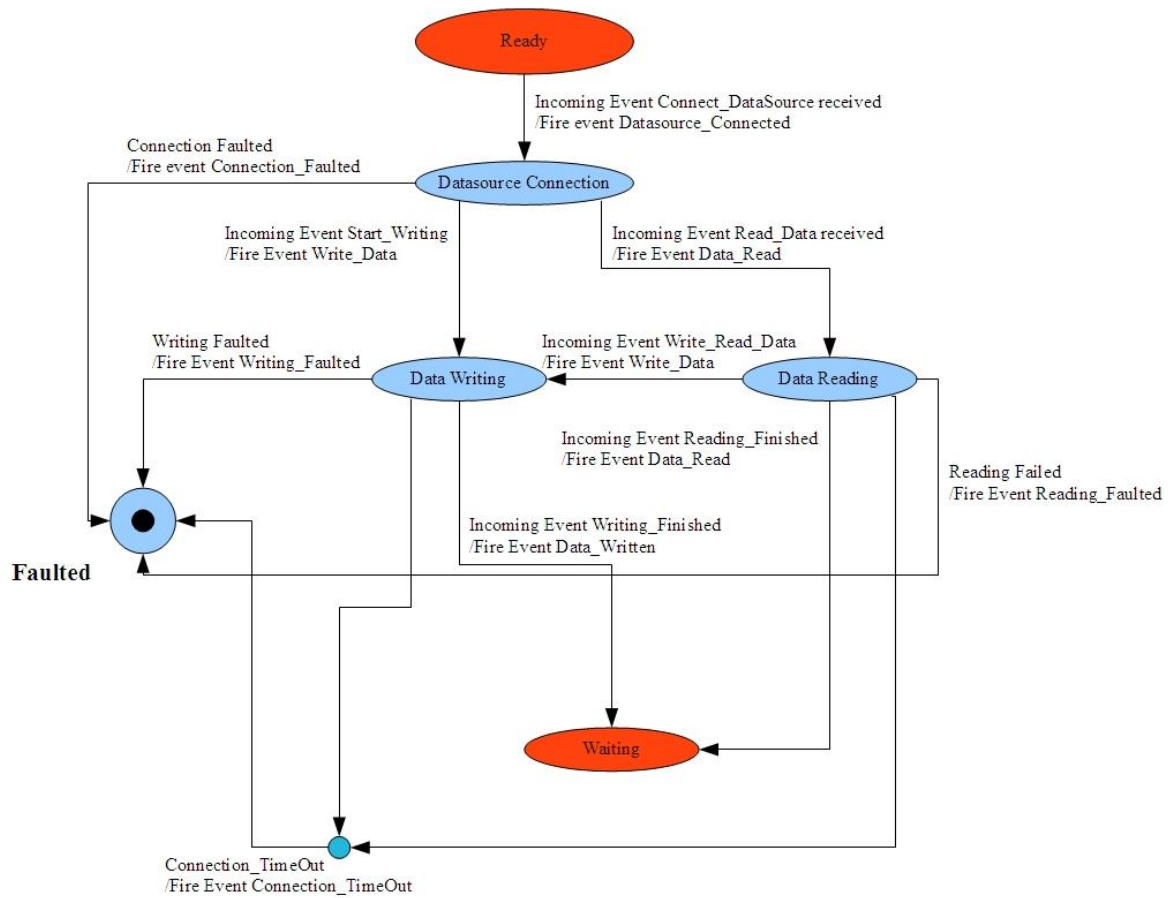 Ready
Incoming Event Connect_DataSource received
/Fire event Datasource_Connected
Connection Faulted
/Fire event Connection_Faulted
Datasource Connection
Incoming Event Start_Writing
/Fire Event Write_Data
Incoming Event Read_Data received
/Fire Event Data_Read
Writing Faulted
/Fire Event Writing_Faulted
Incoming Event Write_Read_Data
/Fire Event Write_Data
Data Writing
Data Reading
Incoming Event Reading_Finished
/Fire Event Data_Read
Reading Failed
/Fire Event Reading_Faulted
Incoming Event Writing_Finished
/Fire Event Data_Written
Faulted
Waiting
Connection_TimeOut
/Fire Event Connection_TimeOut